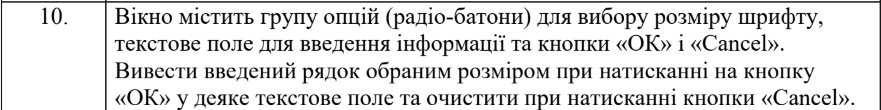 10. Вікно містить групу опцій (радіо-батони) для вибору розміру шрифту,
текстове поле для введення інформації та кнопки «ОК» і «Cancel».
Вивести введений рядок обраним розміром при натисканні на кнопку
«ОК» у деяке текстове поле та очистити при натисканні кнопки «Cancel».